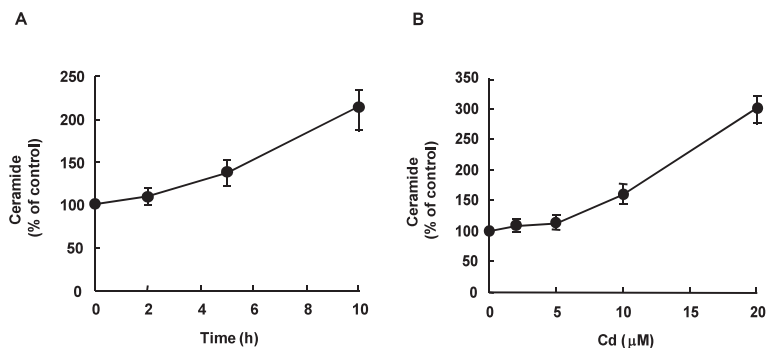 A
Ceramide
(% of control)
250
200
150
100
50
0
0 2 4 6 8 10
Time (h)
B
Ceramide
(% of control)
350
300
250
200
150
100
50
0
0 5 10 15 20
Cd (μM)